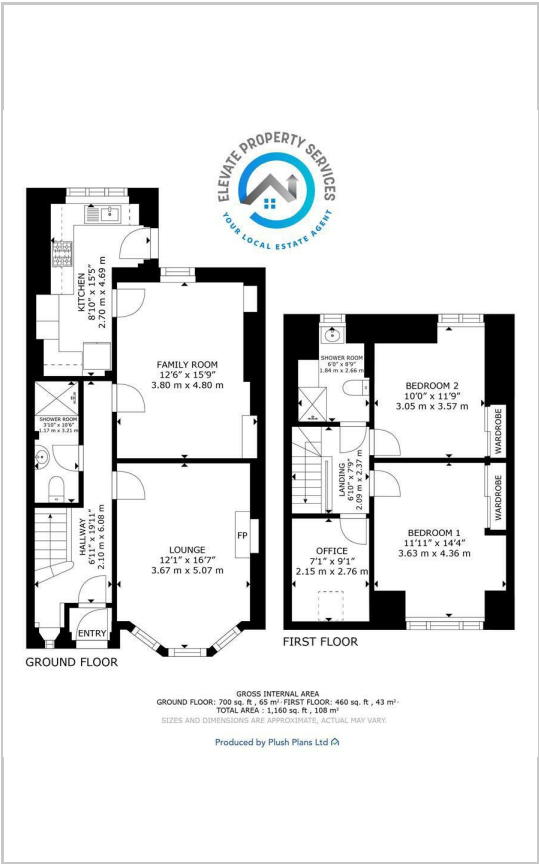 ELEVATE PROPERTY SERVICES
YOUR LOCAL ESTATE AGENT
KITCHEN
8'10" x 15'5"
2.70 m x 4.69 m
FAMILY ROOM
12'6" x 15'9"
3.80 m x 4.80 m
SHOWER ROOM
3'10" x 10'6"
1.17 m x 3.21 m
HALLWAY
6'11" x 19'11"
2.10 m x 6.08 m
LOUNGE
12'1" x 16'7"
3.67 m x 5.07 m
FP
ENTRY
GROUND FLOOR
SHOWER ROOM
6'0" x 8'9"
1.84 m x 2.66 m
BEDROOM 2
10'0" x 11'9"
3.05 m x 3.57 m
WARDROBE
LANDING
6'10" x 7'9"
2.09 m x 2.37 m
WARDROBE
BEDROOM 1
11'11" x 14'4"
3.63 m x 4.36 m
OFFICE
7'1" x 9'1"
2.15 m x 2.76 m
FIRST FLOOR
GROSS INTERNAL AREA
GROUND FLOOR: 700 sq. ft , 65 m² · FIRST FLOOR: 460 sq. ft , 43 m² ·
TOTAL AREA : 1,160 sq. ft , 108 m²
SIZES AND DIMENSIONS ARE APPROXIMATE, ACTUAL MAY VARY.
Produced by Plush Plans Ltd